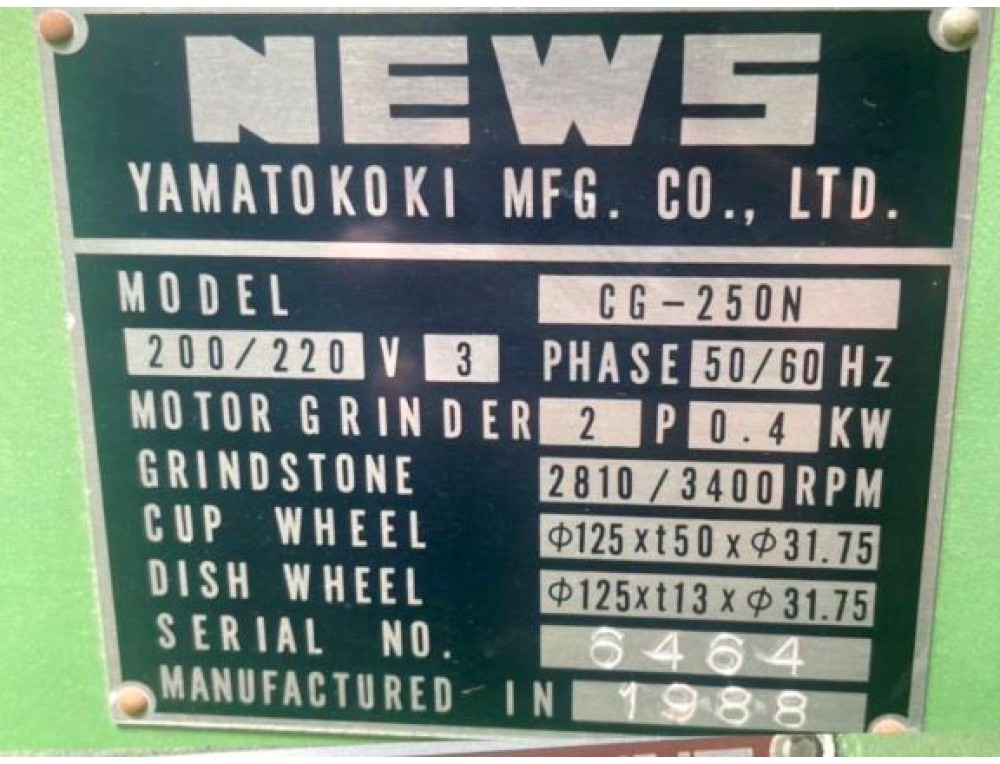 NEWS
YAMATOKOKI MFG. CO., LTD.
MODEL CG-250N
200/220 V 3 PHASE 50/60 Hz
MOTOR GRINDER 2 P 0.4 KW
GRINDSTONE 2810/3400 RPM
CUP WHEEL Φ125xt50xΦ31.75
DISH WHEEL Φ125xt13xΦ31.75
SERIAL NO. 6464
MANUFACTURED IN 1988